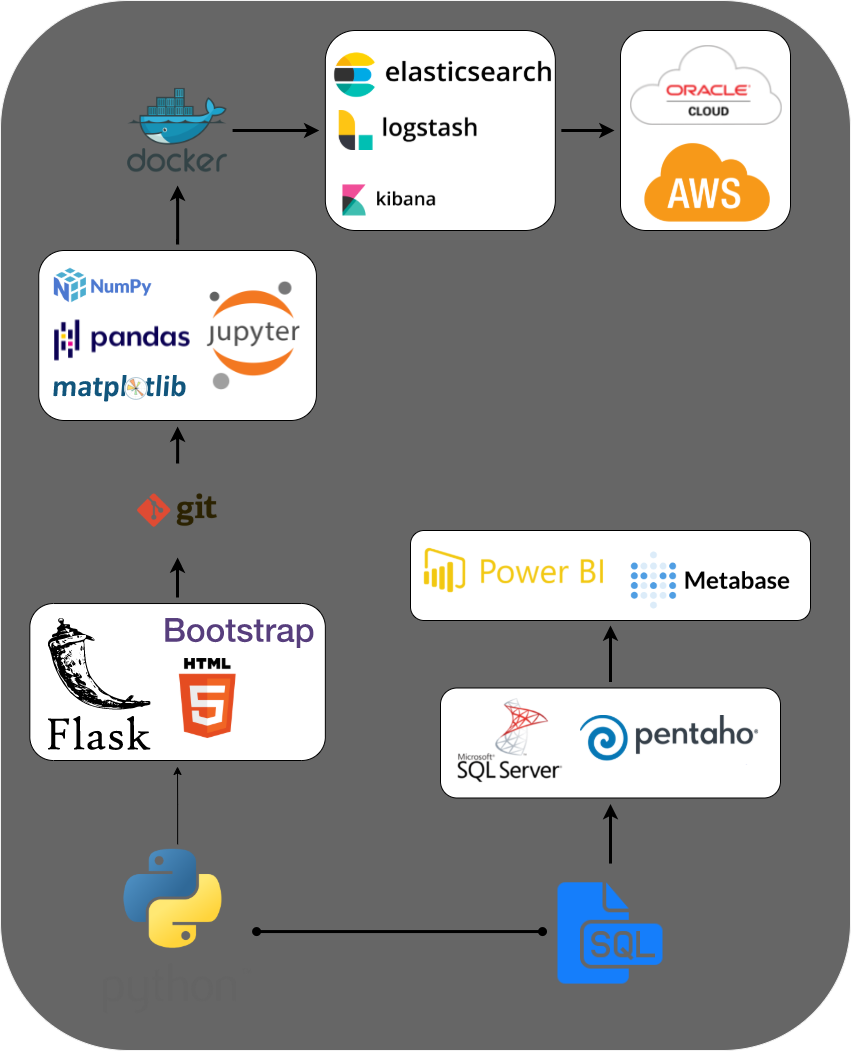 docker
elasticsearch
logstash
kibana
ORACLE
CLOUD
AWS
NumPy
pandas
matplotlib
jupyter
git
Power BI
Metabase
Flask
Bootstrap
HTML
5
Microsoft®
SQL Server®
pentaho®
python
SQL